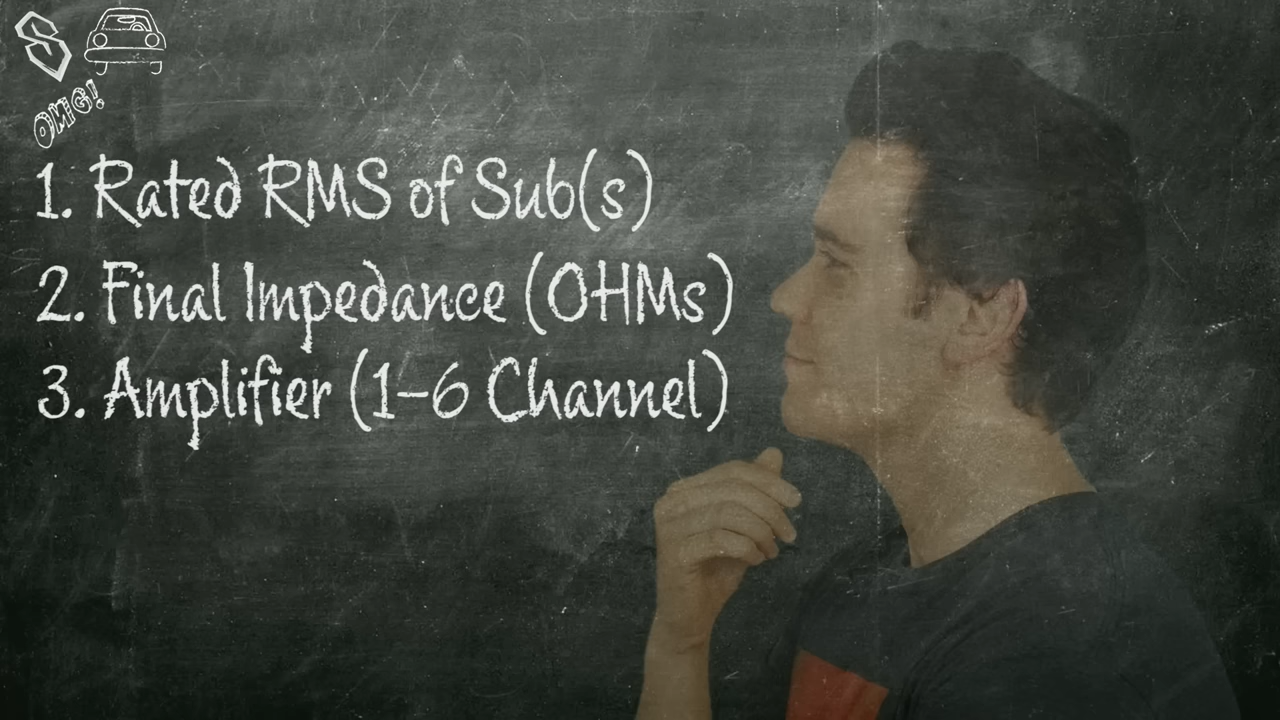 S
OMG!
1. Rated RMS of Sub(s)
2. Final Impedance (OHMs)
3. Amplifier (1-6 Channel)